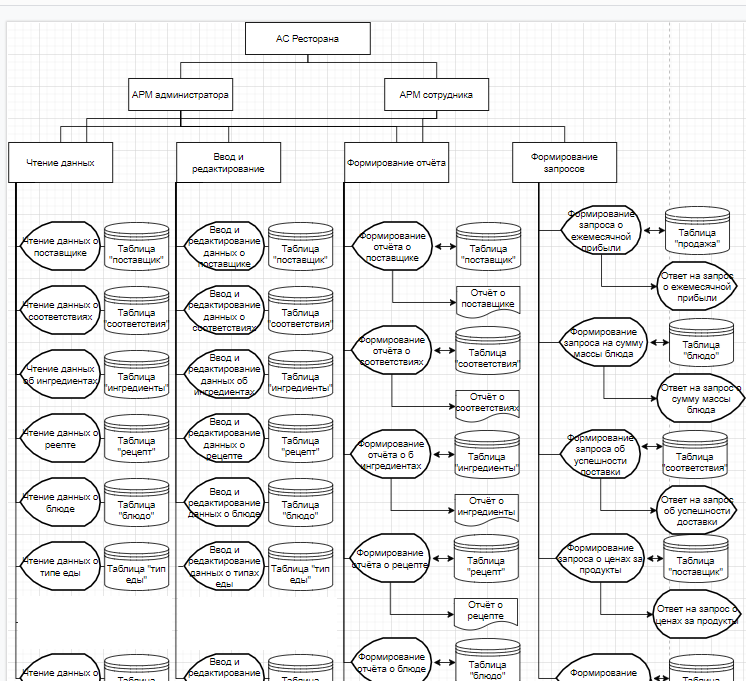 АС Ресторана
АРМ администратора
АРМ сотрудника
Чтение данных
Ввод и
редактирование
Формирование отчёта
Формирование
запросов
Чтение данных о
поставщике
Таблица
"поставщик"
Ввод и
редактирование
данных о
поставщике
Таблица
"поставщик"
Формирование
отчёта о
поставщике
Таблица
"поставщик"
Отчёт о
поставщике
Формирование
запроса о
ежемесячной
прибыли
Таблица
"продажа"
Ответ на запрос
о ежемесячной
прибыли
Чтение данных о
соответствиях
Таблица
"соответствия"
Ввод и
редактирование
данных о
соответствиях
Таблица
"соответствия"
Формирование
отчёта о
соответствиях
Таблица
"соответствия"
Отчёт о
соответствиях
Формирование
запроса на сумму
массы блюда
Таблица
"блюдо"
Ответ на запрос о
сумму массы
блюда
Чтение данных
об ингредиентах
Таблица
"ингредиенты"
Ввод и
редактирование
данных об
ингредиентах
Таблица
"ингредиенты"
Формирование
отчёта о б
ингредиентах
Таблица
"ингредиенты"
Отчёт о
ингредиенты
Формирование
запроса об
успешности
поставки
Таблица
"соответствия"
Ответ на запрос
об успешности
доставки
Чтение данных о
реепте
Таблица
"рецепт"
Ввод и
редактирование
данных о
рецепте
Таблица
"рецепт"
Формирование
отчёта о рецепте
Таблица
"рецепт"
Отчёт о
рецепте
Формирование
запроса о ценах за
продукты
Таблица
"поставщик"
Ответ на запрос о
ценах за продукты
Чтение данных о
блюде
Таблица
"блюдо"
Ввод и
редактирование
данных о блюде
Таблица
"блюдо"
Формирование
отчёта о блюде
Таблица
"блюдо"
Формирование
Таблица
Чтение данных о
типе еды
Таблица "тип
еды"
Ввод и
редактирование
данных о типах
еды
Таблица "тип
еды"
Чтение данных о
Таблица
Ввод и
редактирование
Таблица